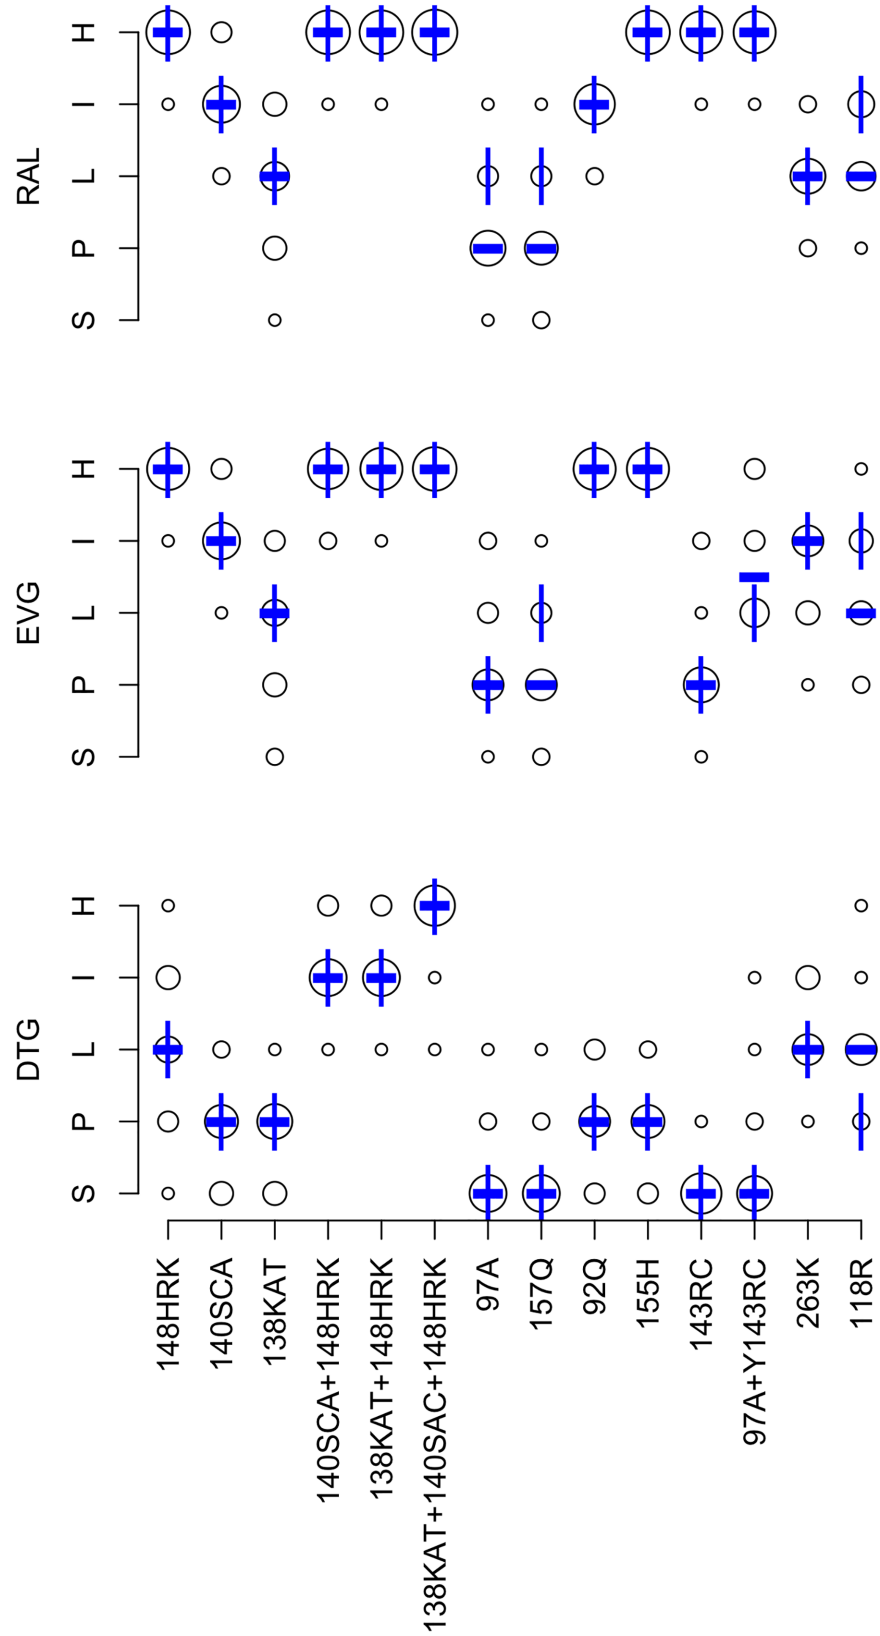 RAL
H
I
L
P
S
EVG
H
I
L
P
S
DTG
H
I
L
P
S
148HRK
140SCA
138KAT
140SCA+148HRK
138KAT+148HRK
138KAT+140SAC+148HRK
97A
157Q
92Q
155H
143RC
97A+Y143RC
263K
118R